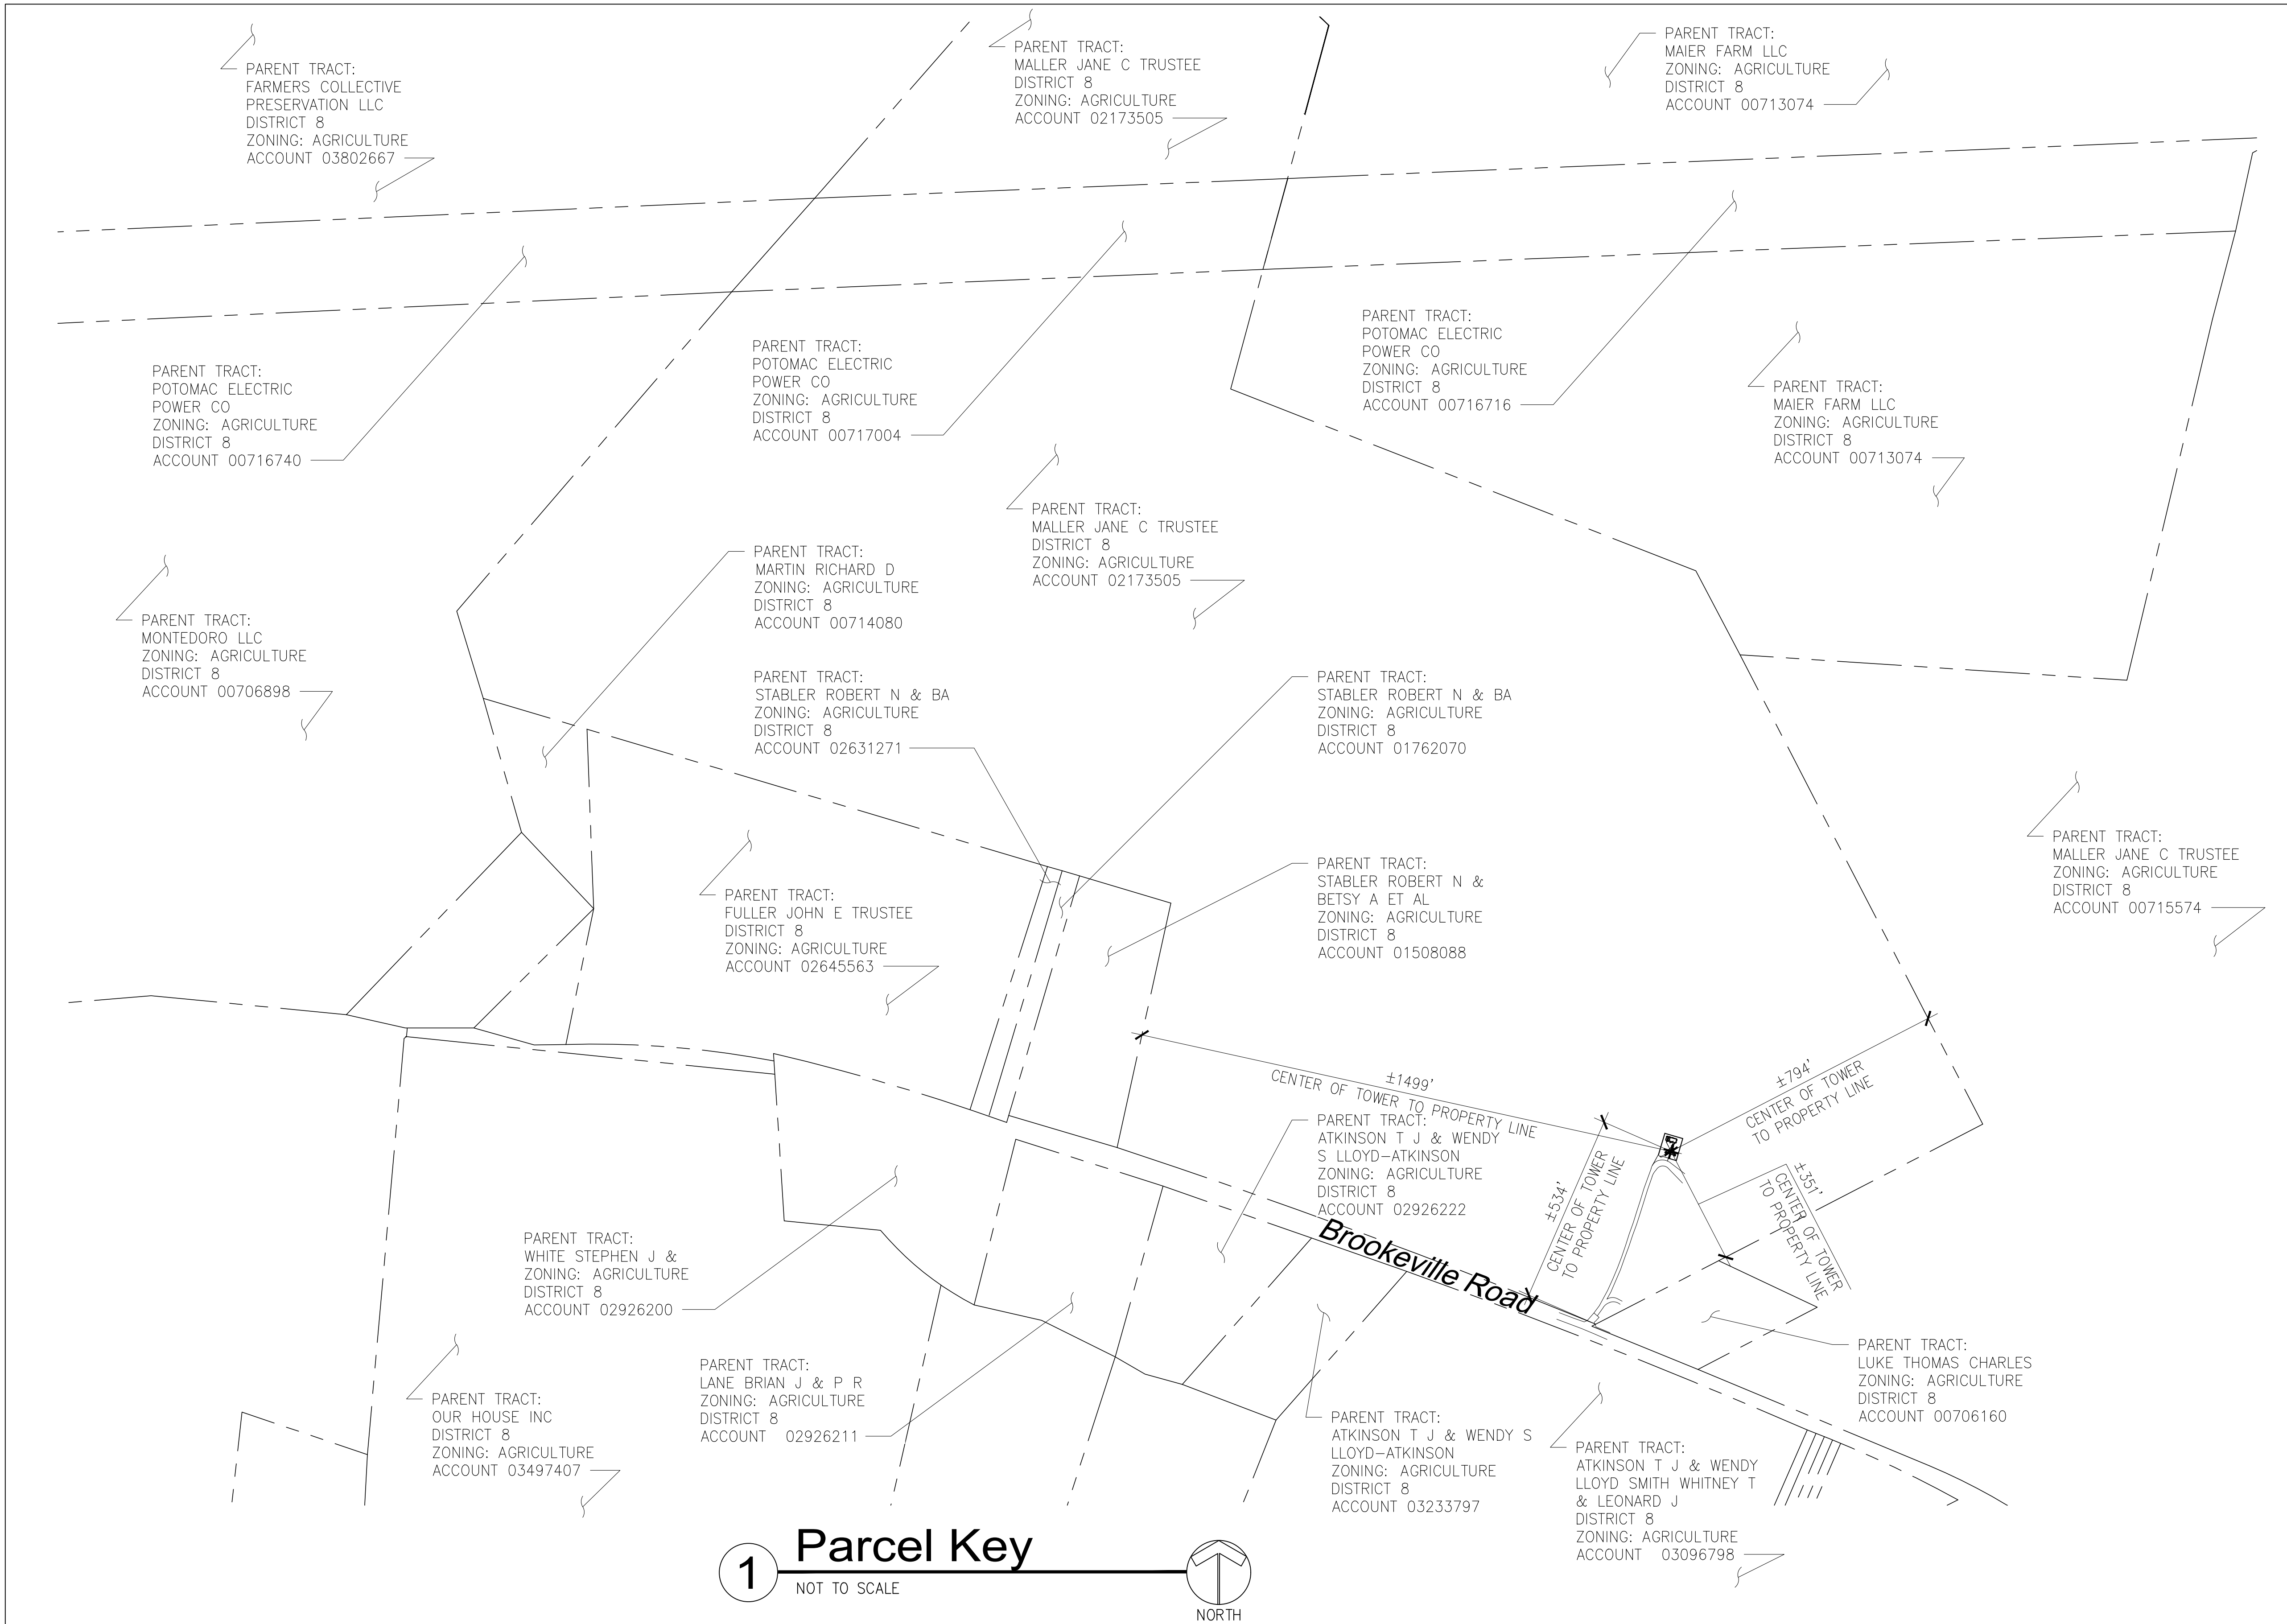 PARENT TRACT:
FARMERS COLLECTIVE
PRESERVATION LLC
DISTRICT 8
ZONING: AGRICULTURE
ACCOUNT 03802667
PARENT TRACT:
MALLER JANE C TRUSTEE
DISTRICT 8
ZONING: AGRICULTURE
ACCOUNT 02173505
PARENT TRACT:
MAIER FARM LLC
ZONING: AGRICULTURE
DISTRICT 8
ACCOUNT 00713074
PARENT TRACT:
POTOMAC ELECTRIC
POWER CO
ZONING: AGRICULTURE
DISTRICT 8
ACCOUNT 00716740
PARENT TRACT:
POTOMAC ELECTRIC
POWER CO
ZONING: AGRICULTURE
DISTRICT 8
ACCOUNT 00717004
PARENT TRACT:
POTOMAC ELECTRIC
POWER CO
ZONING: AGRICULTURE
DISTRICT 8
ACCOUNT 00716716
PARENT TRACT:
MAIER FARM LLC
ZONING: AGRICULTURE
DISTRICT 8
ACCOUNT 00713074
PARENT TRACT:
MALLER JANE C TRUSTEE
DISTRICT 8
ZONING: AGRICULTURE
ACCOUNT 02173505
PARENT TRACT:
MARTIN RICHARD D
ZONING: AGRICULTURE
DISTRICT 8
ACCOUNT 00714080
PARENT TRACT:
MONTEDORO LLC
ZONING: AGRICULTURE
DISTRICT 8
ACCOUNT 00706898
PARENT TRACT:
STABLER ROBERT N & BA
ZONING: AGRICULTURE
DISTRICT 8
ACCOUNT 02631271
PARENT TRACT:
STABLER ROBERT N & BA
ZONING: AGRICULTURE
DISTRICT 8
ACCOUNT 01762070
PARENT TRACT:
MALLER JANE C TRUSTEE
ZONING: AGRICULTURE
DISTRICT 8
ACCOUNT 00715574
PARENT TRACT:
STABLER ROBERT N &
BETSY A ET AL
ZONING: AGRICULTURE
DISTRICT 8
ACCOUNT 01508088
PARENT TRACT:
FULLER JOHN E TRUSTEE
DISTRICT 8
ZONING: AGRICULTURE
ACCOUNT 02645563
±1499'
CENTER OF TOWER TO PROPERTY LINE
±794'
CENTER OF TOWER
TO PROPERTY LINE
±534'
CENTER OF TOWER
TO PROPERTY LINE
±351'
CENTER OF TOWER
TO PROPERTY LINE
PARENT TRACT:
ATKINSON T J & WENDY
S LLOYD-ATKINSON
ZONING: AGRICULTURE
DISTRICT 8
ACCOUNT 02926222
Brookeville Road
PARENT TRACT:
WHITE STEPHEN J &
ZONING: AGRICULTURE
DISTRICT 8
ACCOUNT 02926200
PARENT TRACT:
LUKE THOMAS CHARLES
ZONING: AGRICULTURE
DISTRICT 8
ACCOUNT 00706160
PARENT TRACT:
LANE BRIAN J & P R
ZONING: AGRICULTURE
DISTRICT 8
ACCOUNT 02926211
PARENT TRACT:
OUR HOUSE INC
DISTRICT 8
ZONING: AGRICULTURE
ACCOUNT 03497407
PARENT TRACT:
ATKINSON T J & WENDY S
LLOYD-ATKINSON
ZONING: AGRICULTURE
DISTRICT 8
ACCOUNT 03233797
PARENT TRACT:
ATKINSON T J & WENDY
LLOYD SMITH WHITNEY T
& LEONARD J
DISTRICT 8
ZONING: AGRICULTURE
ACCOUNT 03096798
1
Parcel Key
NOT TO SCALE
NORTH